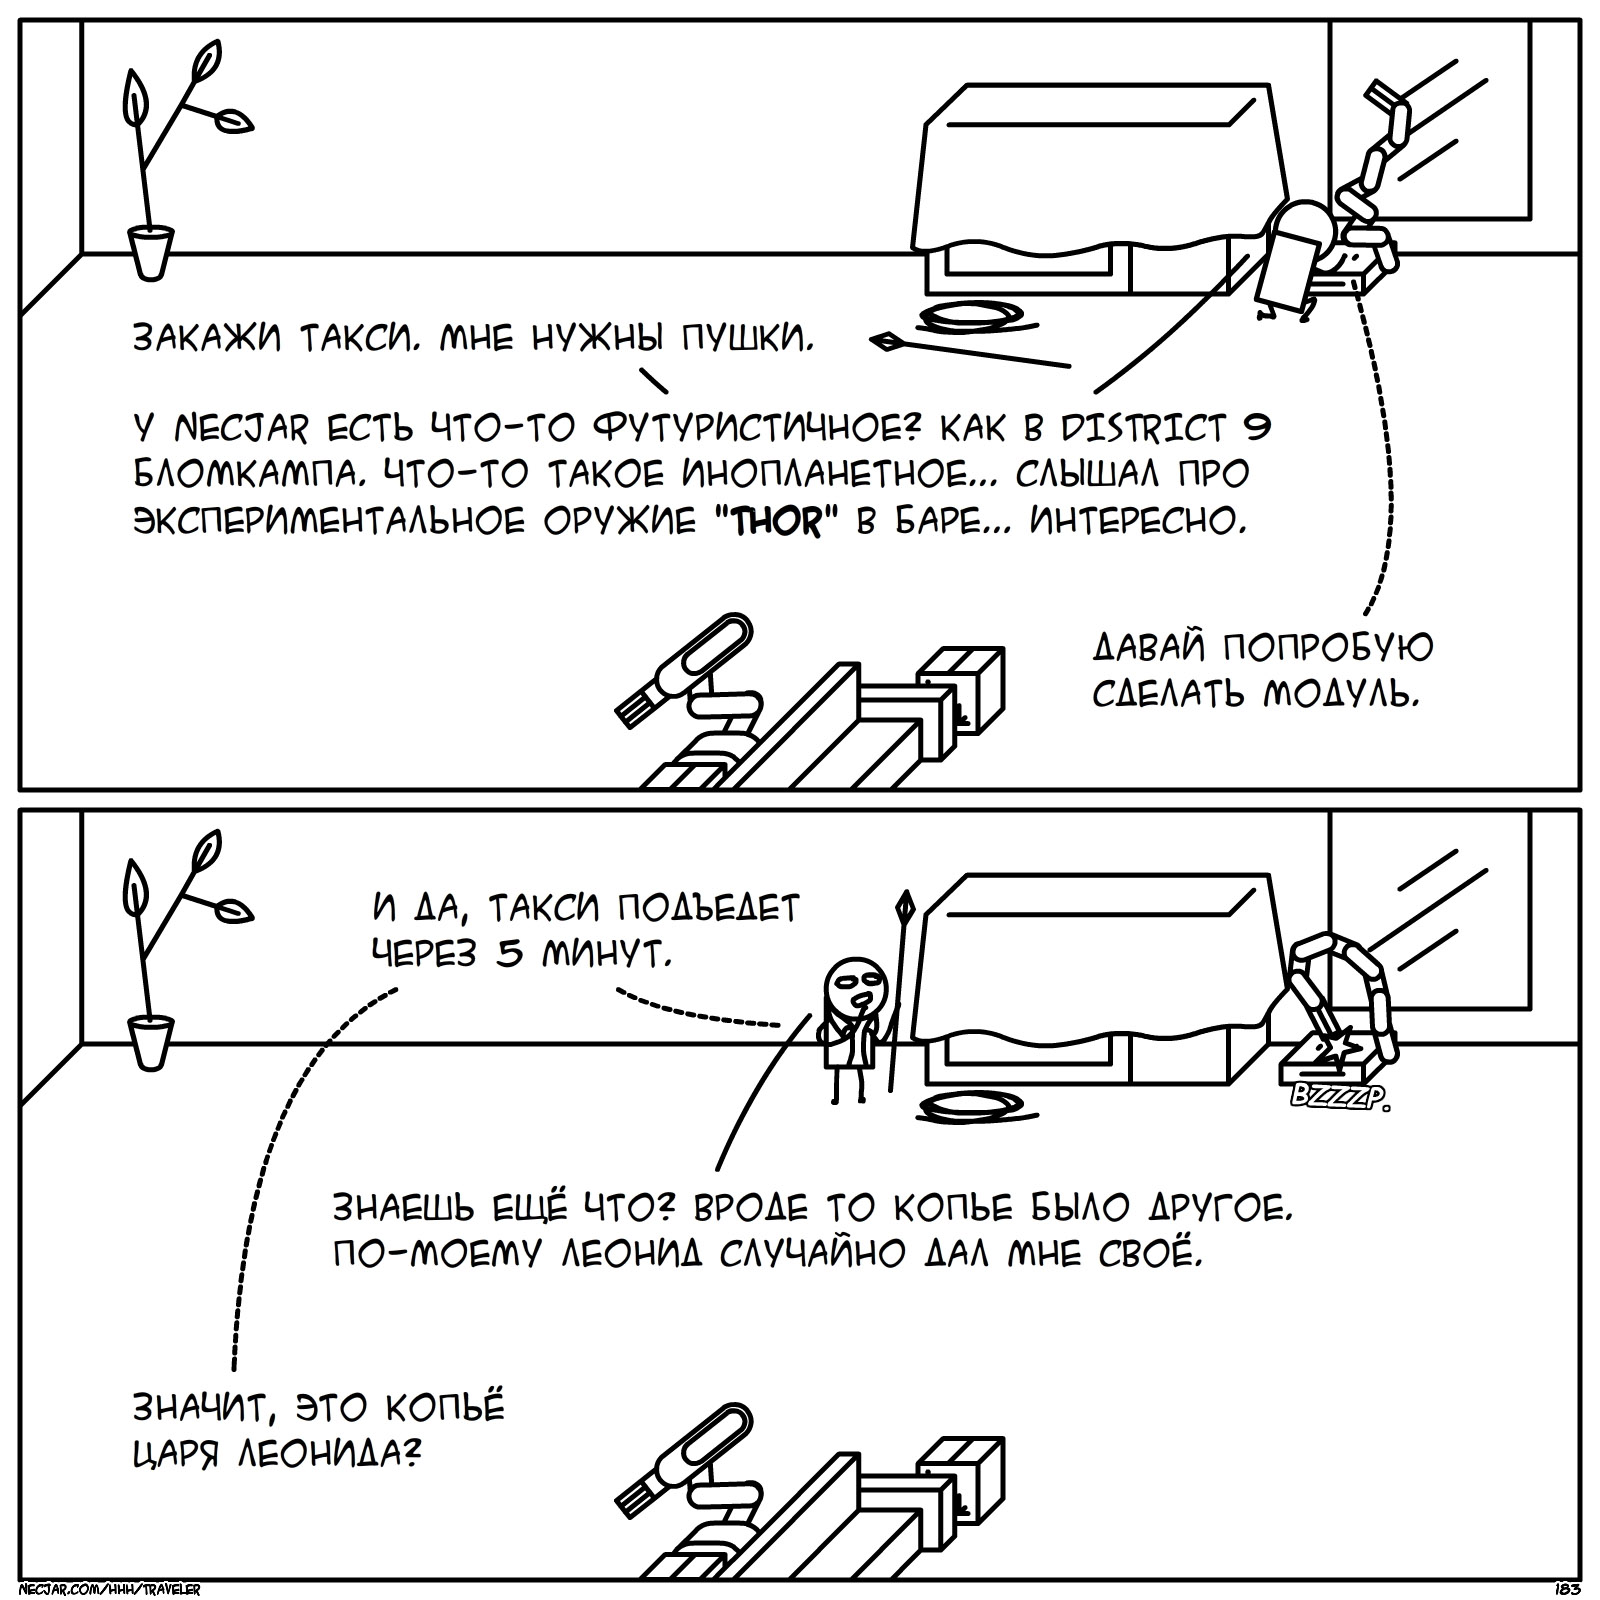 ЗАКАЖИ ТАКСИ. МНЕ НУЖНЫ ПУШКИ.
У NECJAR ЕСТЬ ЧТО-ТО ФУТУРИСТИЧНОЕ? КАК В DISTRICT 9
БЛОМКАМПА. ЧТО-ТО ТАКОЕ ИНОПЛАНЕТНОЕ... СЛЫШАЛ ПРО
ЭКСПЕРИМЕНТАЛЬНОЕ ОРУЖИЕ "THOR" В БАРЕ... ИНТЕРЕСНО.
ДАВАЙ ПОПРОБУЮ
СДЕЛАТЬ МОДУЛЬ.
И ДА, ТАКСИ ПОДЪЕДЕТ
ЧЕРЕЗ 5 МИНУТ.
BZZZP.
ЗНАЕШЬ ЕЩЁ ЧТО? ВРОДЕ ТО КОПЬЕ БЫЛО ДРУГОЕ.
ПО-МОЕМУ ЛЕОНИД СЛУЧАЙНО ДАЛ МНЕ СВОЁ.
ЗНАЧИТ, ЭТО КОПЬЁ
ЦАРЯ ЛЕОНИДА?
NECJAR.COM/HHH/TRAVELER
183